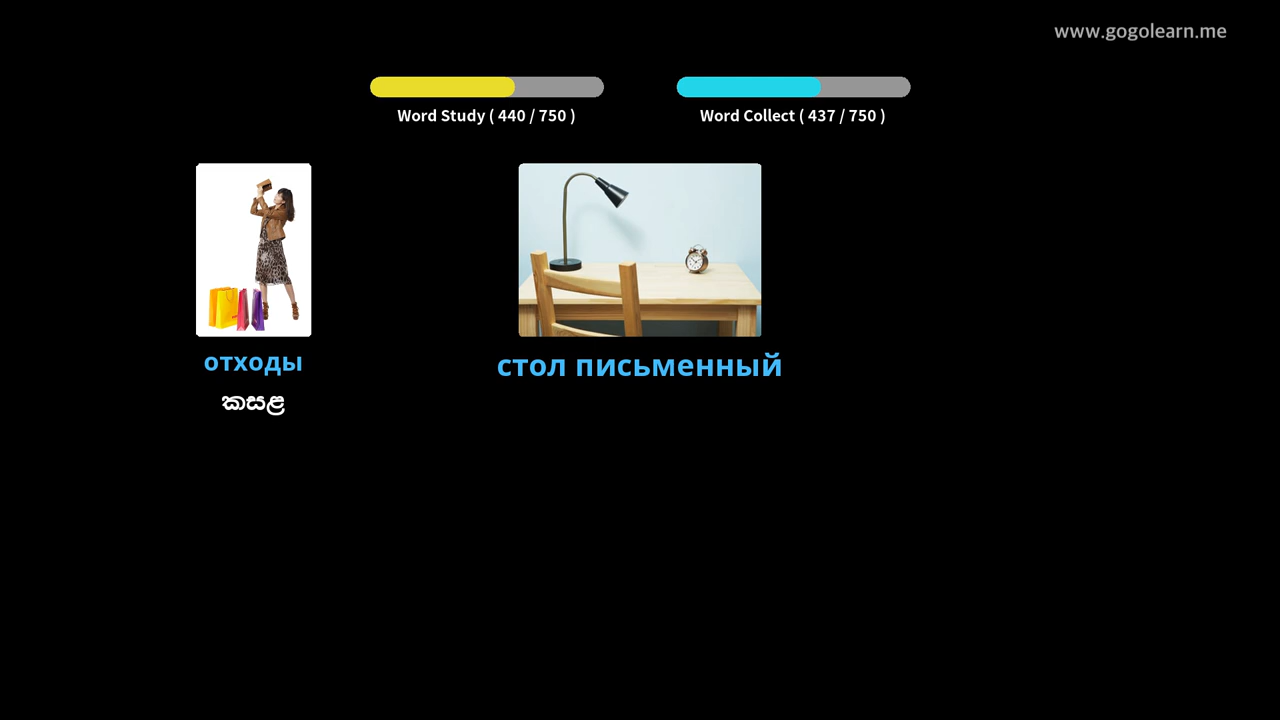 www.gogolearn.me
Word Study ( 440 / 750 )
Word Collect ( 437 / 750 )
отходы
කසළ
стол письменный